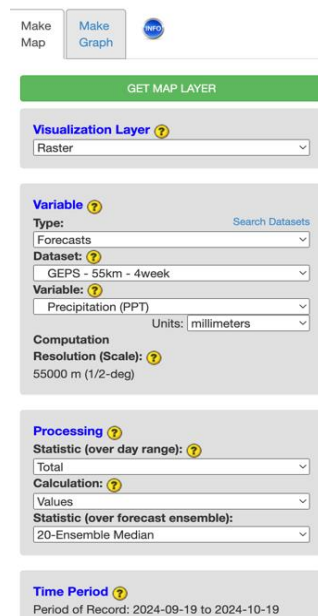 Make
Map
Make
Graph
INFO
GET MAP LAYER
Visualization Layer ?
Raster
Variable ?
Type: Search Datasets
Forecasts
Dataset: ?
GEPS - 55km - 4week
Variable: ?
Precipitation (PPT)
Units: millimeters
Computation
Resolution (Scale): ?
55000 m (1/2-deg)
Processing ?
Statistic (over day range): ?
Total
Calculation: ?
Values
Statistic (over forecast ensemble):
20-Ensemble Median
Time Period ?
Period of Record: 2024-09-19 to 2024-10-19